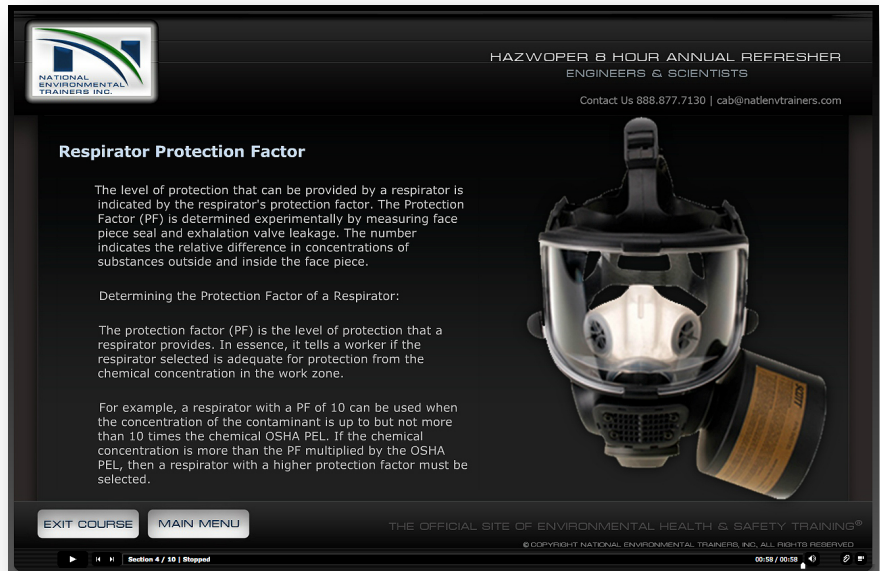 NATIONAL
ENVIRONMENTAL
TRAINERS INC.
HAZWOPER 8 HOUR ANNUAL REFRESHER
ENGINEERS & SCIENTISTS
Contact Us 888.877.7130 | cab@natlenvtrainers.com
Respirator Protection Factor
The level of protection that can be provided by a respirator is
indicated by the respirator's protection factor. The Protection
Factor (PF) is determined experimentally by measuring face
piece seal and exhalation valve leakage. The number
indicates the relative difference in concentrations of
substances outside and inside the face piece.
Determining the Protection Factor of a Respirator:
The protection factor (PF) is the level of protection that a
respirator provides. In essence, it tells a worker if the
respirator selected is adequate for protection from the
chemical concentration in the work zone.
For example, a respirator with a PF of 10 can be used when
the concentration of the contaminant is up to but not more
than 10 times the chemical OSHA PEL. If the chemical
concentration is more than the PF multiplied by the OSHA
PEL, then a respirator with a higher protection factor must be
selected.
SCOTT
EXIT COURSE
MAIN MENU
THE OFFICIAL SITE OF ENVIRONMENTAL HEALTH & SAFETY TRAINING®
© COPYRIGHT NATIONAL ENVIRONMENTAL TRAINERS, INC, ALL RIGHTS RESERVED
Section 4 / 10 | Stopped
00:58 / 00:58